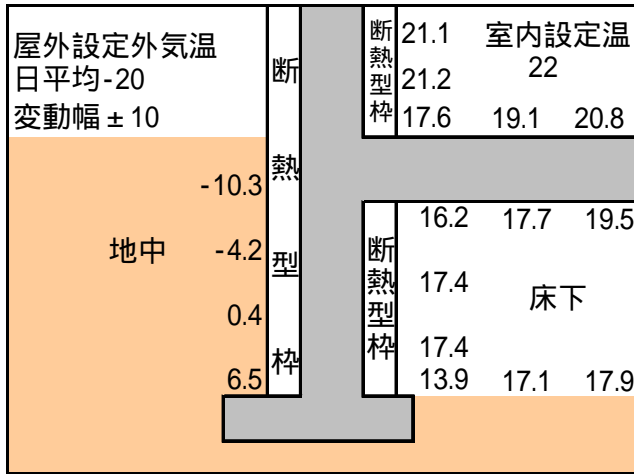 屋外設定外気温
日平均-20
変動幅±10
断熱型枠
断熱型枠
21.1
室内設定温
22
21.2
17.6 19.1 20.8
地中
-10.3
-4.2
0.4
6.5
断熱型枠
16.2 17.7 19.5
17.4
床下
17.4
13.9 17.1 17.9